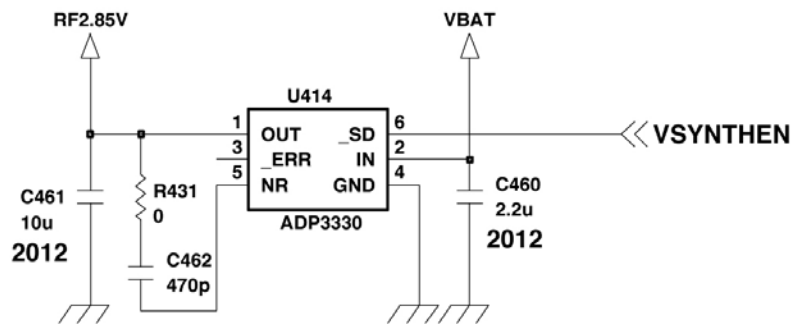 RF2.85V
VBAT
U414
1 OUT _SD 6
VSYNTHEN
3 _ERR IN 2
5 NR GND 4
ADP3330
C461
10u
2012
R431
0
C462
470p
C460
2.2u
2012